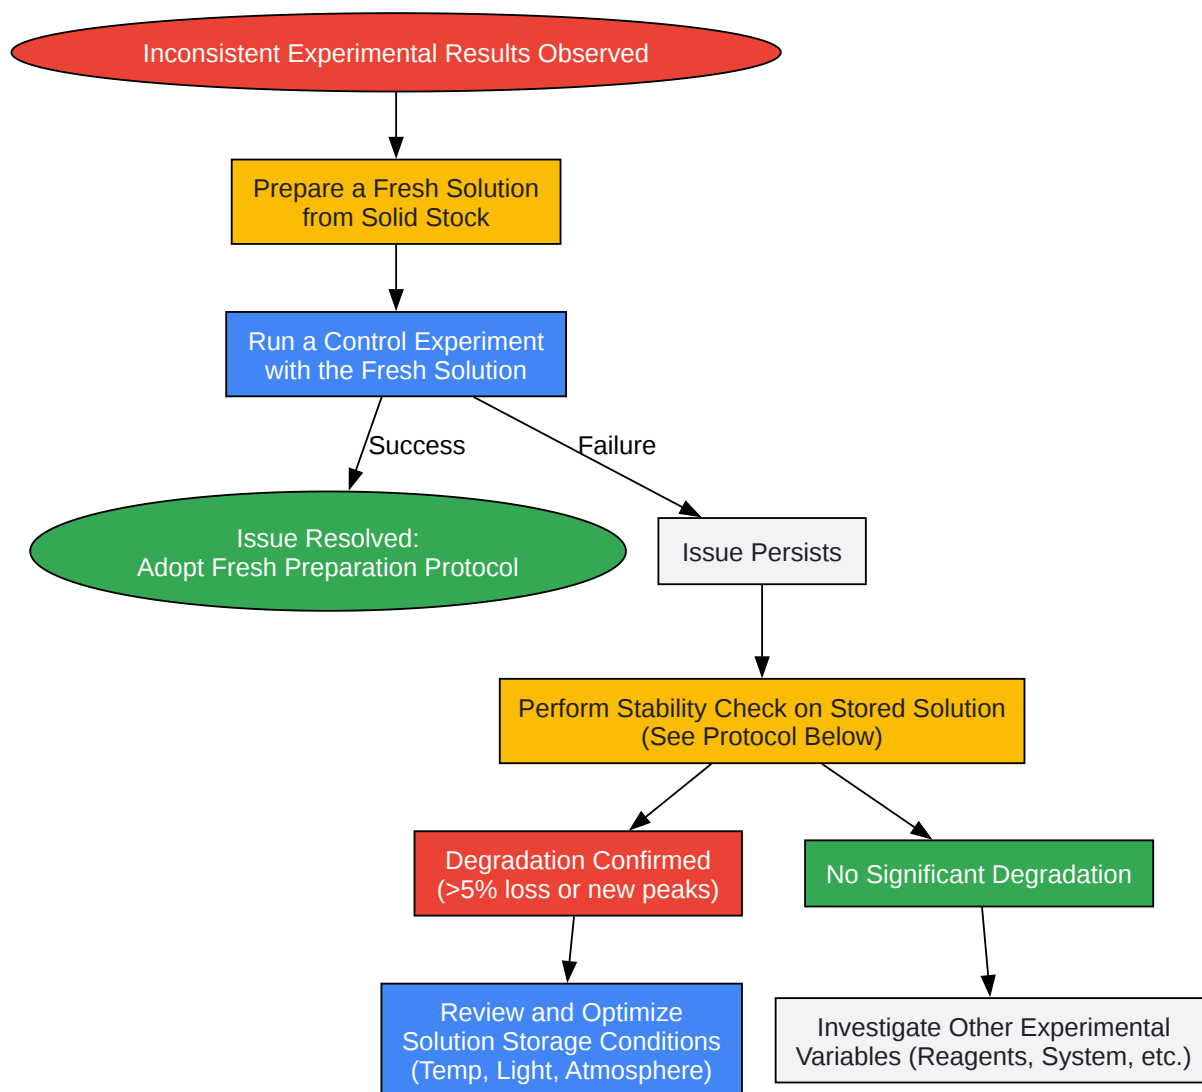 Inconsistent Experimental Results Observed
Prepare a Fresh Solution
from Solid Stock
Run a Control Experiment
with the Fresh Solution
Success
Failure
Issue Resolved:
Adopt Fresh Preparation Protocol
Issue Persists
Perform Stability Check on Stored Solution
(See Protocol Below)
Degradation Confirmed
(>5% loss or new peaks)
No Significant Degradation
Review and Optimize
Solution Storage Conditions
(Temp, Light, Atmosphere)
Investigate Other Experimental
Variables (Reagents, System, etc.)